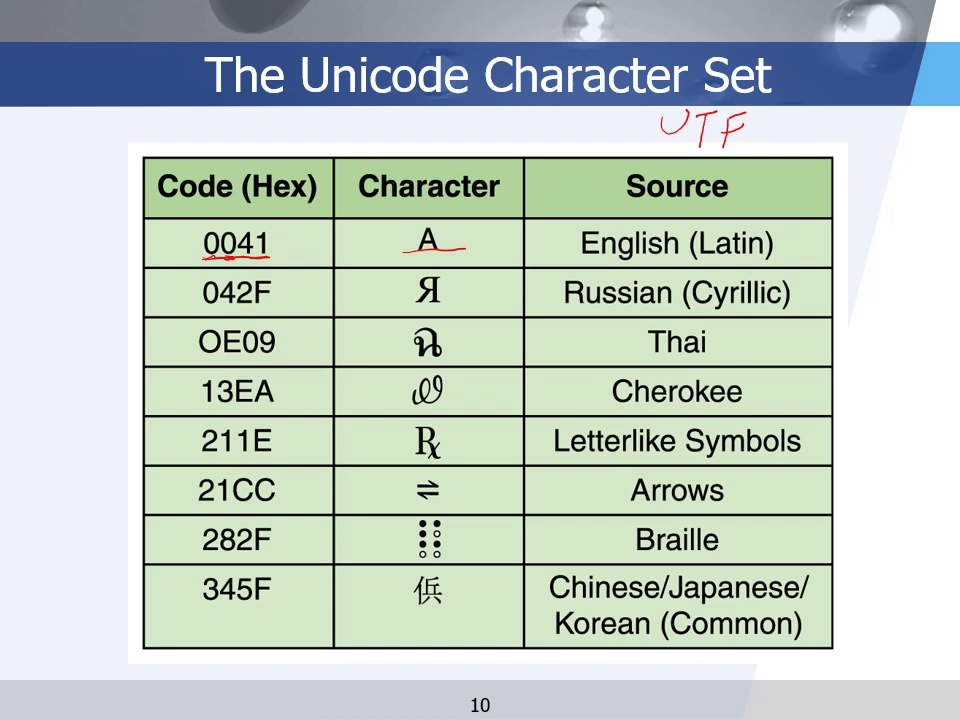 The Unicode Character Set
UTF
Code (Hex) Character Source
0041 A English (Latin)
042F Я Russian (Cyrillic)
OE09 ฉ Thai
13EA Ꮺ Cherokee
211E ℞ Letterlike Symbols
21CC ⇌ Arrows
282F ⠯ Braille
345F 㑟 Chinese/Japanese/
Korean (Common)
10